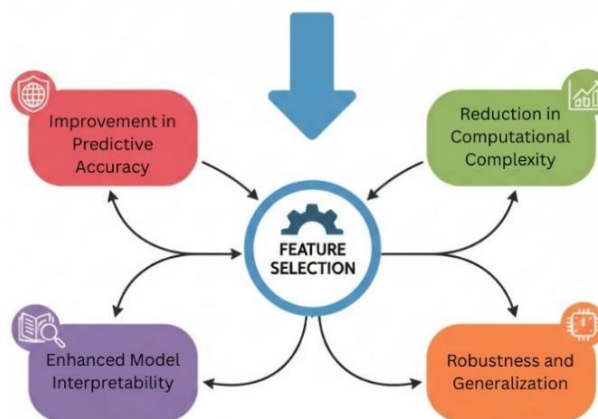 Improvement in
Predictive
Accuracy
Reduction in
Computational
Complexity
FEATURE
SELECTION
Enhanced Model
Interpretability
Robustness and
Generalization